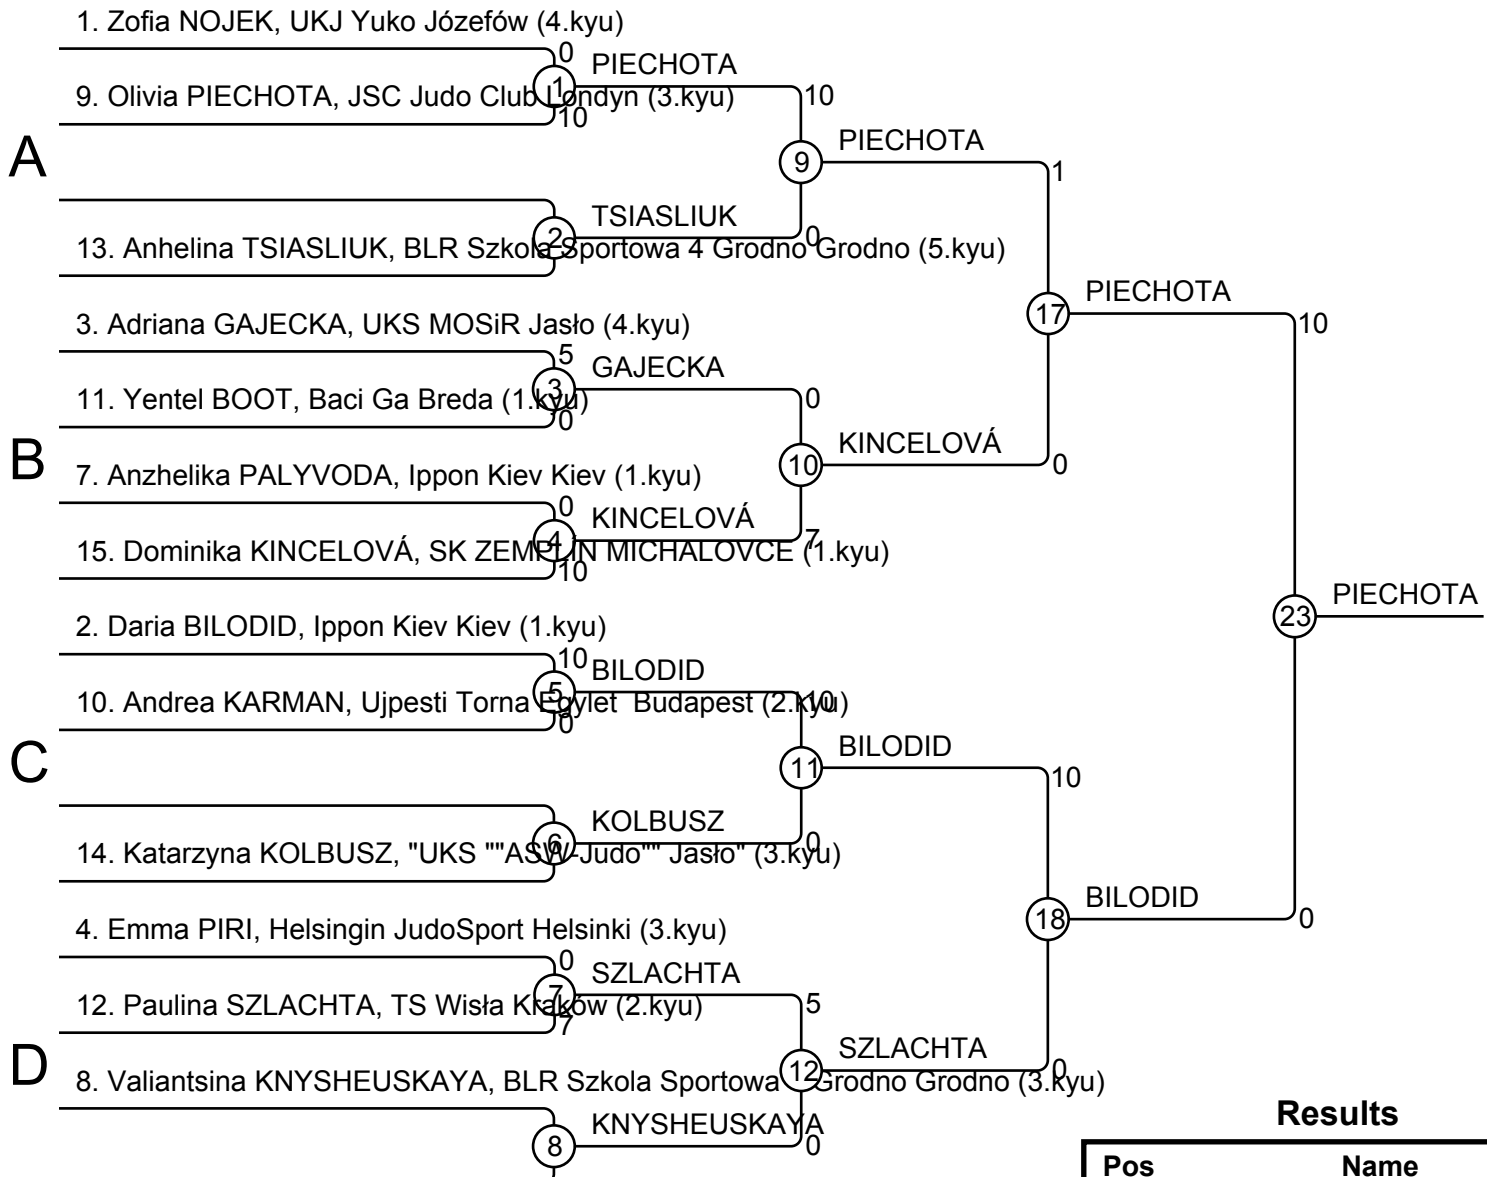 1. Zofia NOJEK, UKJ Yuko Józefów (4.kyu)
0
PIECHOTA
1
9. Olivia PIECHOTA, JSC Judo Club Londyn (3.kyu)
10
10
A
PIECHOTA
9
1
TSIASLIUK
2
0
13. Anhelina TSIASLIUK, BLR Szkola Sportowa 4 Grodno Grodno (5.kyu)
PIECHOTA
17
10
3. Adriana GAJECKA, UKS MOSiR Jasło (4.kyu)
5
GAJECKA
3
0
11. Yentel BOOT, Baci Ga Breda (1.kyu)
0
B
KINCELOVÁ
10
0
7. Anzhelika PALYVODA, Ippon Kiev Kiev (1.kyu)
0
KINCELOVÁ
4
7
15. Dominika KINCELOVÁ, SK ZEMPLÍN MICHALOVCE (1.kyu)
10
PIECHOTA
23
2. Daria BILODID, Ippon Kiev Kiev (1.kyu)
10
BILODID
5
10
10. Andrea KARMAN, Ujpesti Torna Egylet Budapest (2.kyu)
0
C
BILODID
11
10
KOLBUSZ
6
0
14. Katarzyna KOLBUSZ, "UKS ""ASW-Judo"" Jasło" (3.kyu)
BILODID
18
0
4. Emma PIRI, Helsingin JudoSport Helsinki (3.kyu)
0
SZLACHTA
7
5
12. Paulina SZLACHTA, TS Wisła Kraków (2.kyu)
7
D
SZLACHTA
12
0
8. Valiantsina KNYSHEUSKAYA, BLR Szkola Sportowa Grodno Grodno (3.kyu)
KNYSHEUSKAYA
8
0
Results
Pos Name